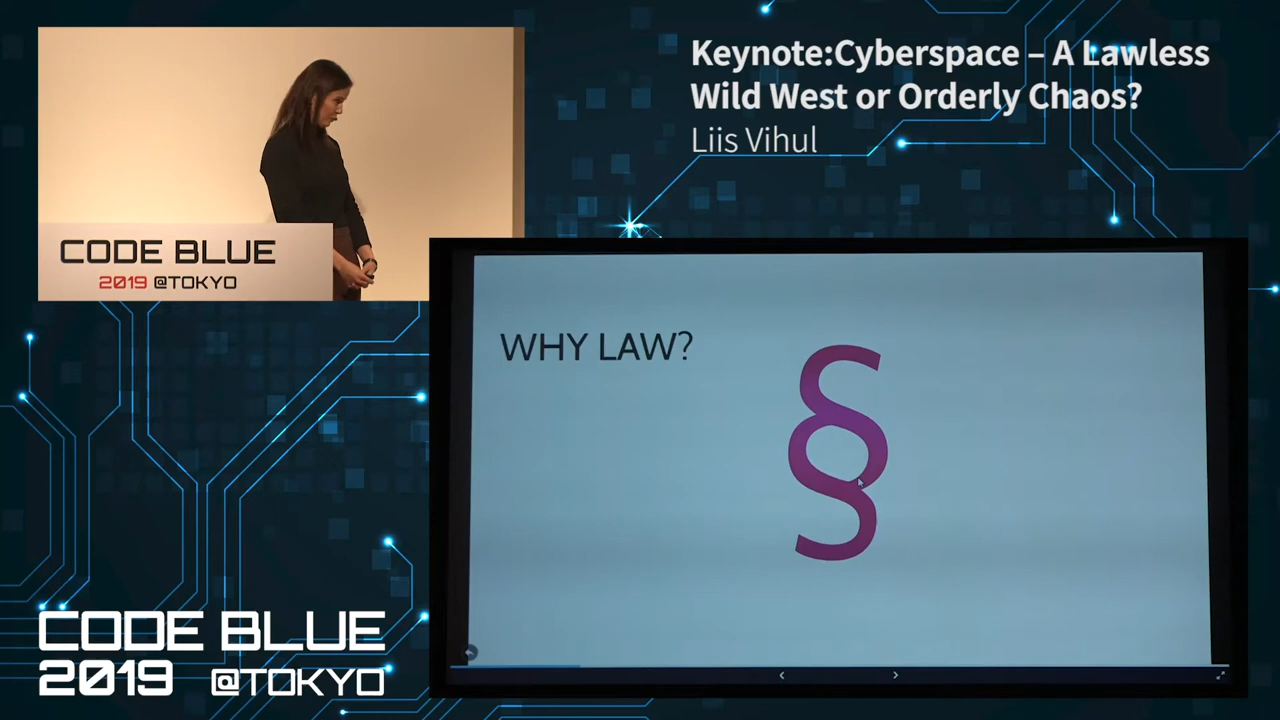 Keynote:Cyberspace – A Lawless
Wild West or Orderly Chaos?
Liis Vihul
CODE BLUE
2019 @TOKYO
WHY LAW?
§
CODE BLUE
2019 @TOKYO